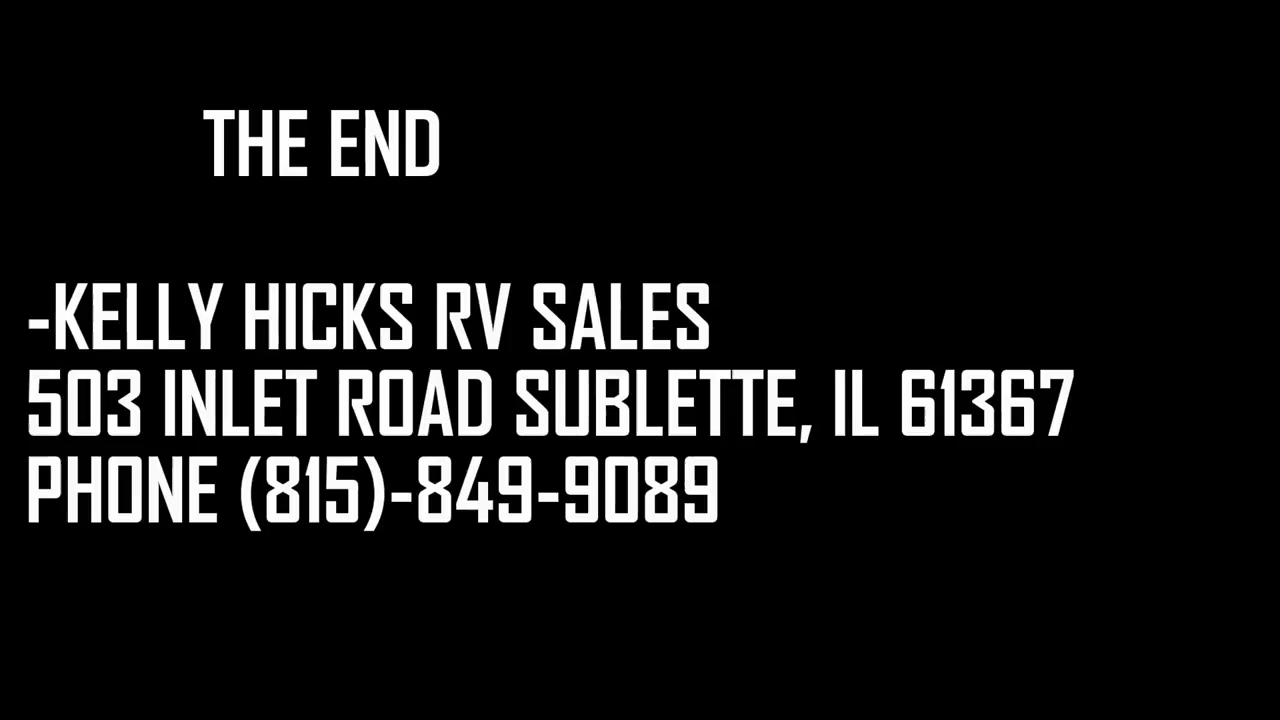 THE END
-KELLY HICKS RV SALES
503 INLET ROAD SUBLETTE, IL 61367
PHONE (815)-849-9089